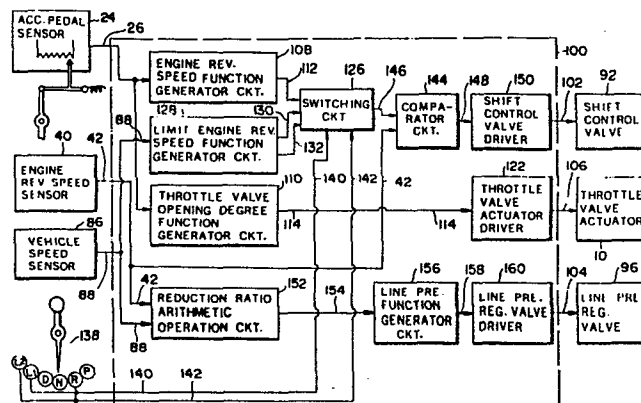 24
ACC. PEDAL
SENSOR
26
ENGINE REV.
SPEED FUNCTION
GENERATOR CKT.
108
112
126
SWITCHING
CKT
146
144
COMPA-
RATOR
CKT.
148
150
SHIFT
CONTROL
VALVE
DRIVER
100
102
92
SHIFT
CONTROL
VALVE
128
130
88
LIMIT ENGINE REV.
SPEED FUNCTION
GENERATOR CKT.
132
40
42
ENGINE
REV SPEED
SENSOR
110
THROTTLE VALVE
OPENING DEGREE
FUNCTION
GENERATOR CKT.
114
140
142
42
114
122
THROTTLE
VALVE
ACTUATOR
DRIVER
106
THROTTLE
VALVE
ACTUATOR
10
86
VEHICLE
SPEED
SENSOR
88
42
88
REDUCTION RATIO
ARITHMETIC
OPERATION CKT.
152
154
156
LINE PRE.
FUNCTION
GENERATOR
CKT.
158
160
LINE PRE.
REG. VALVE
DRIVER
104
96
LINE PRE
REG.
VALVE
138
L2 L1 D N R P
140
142